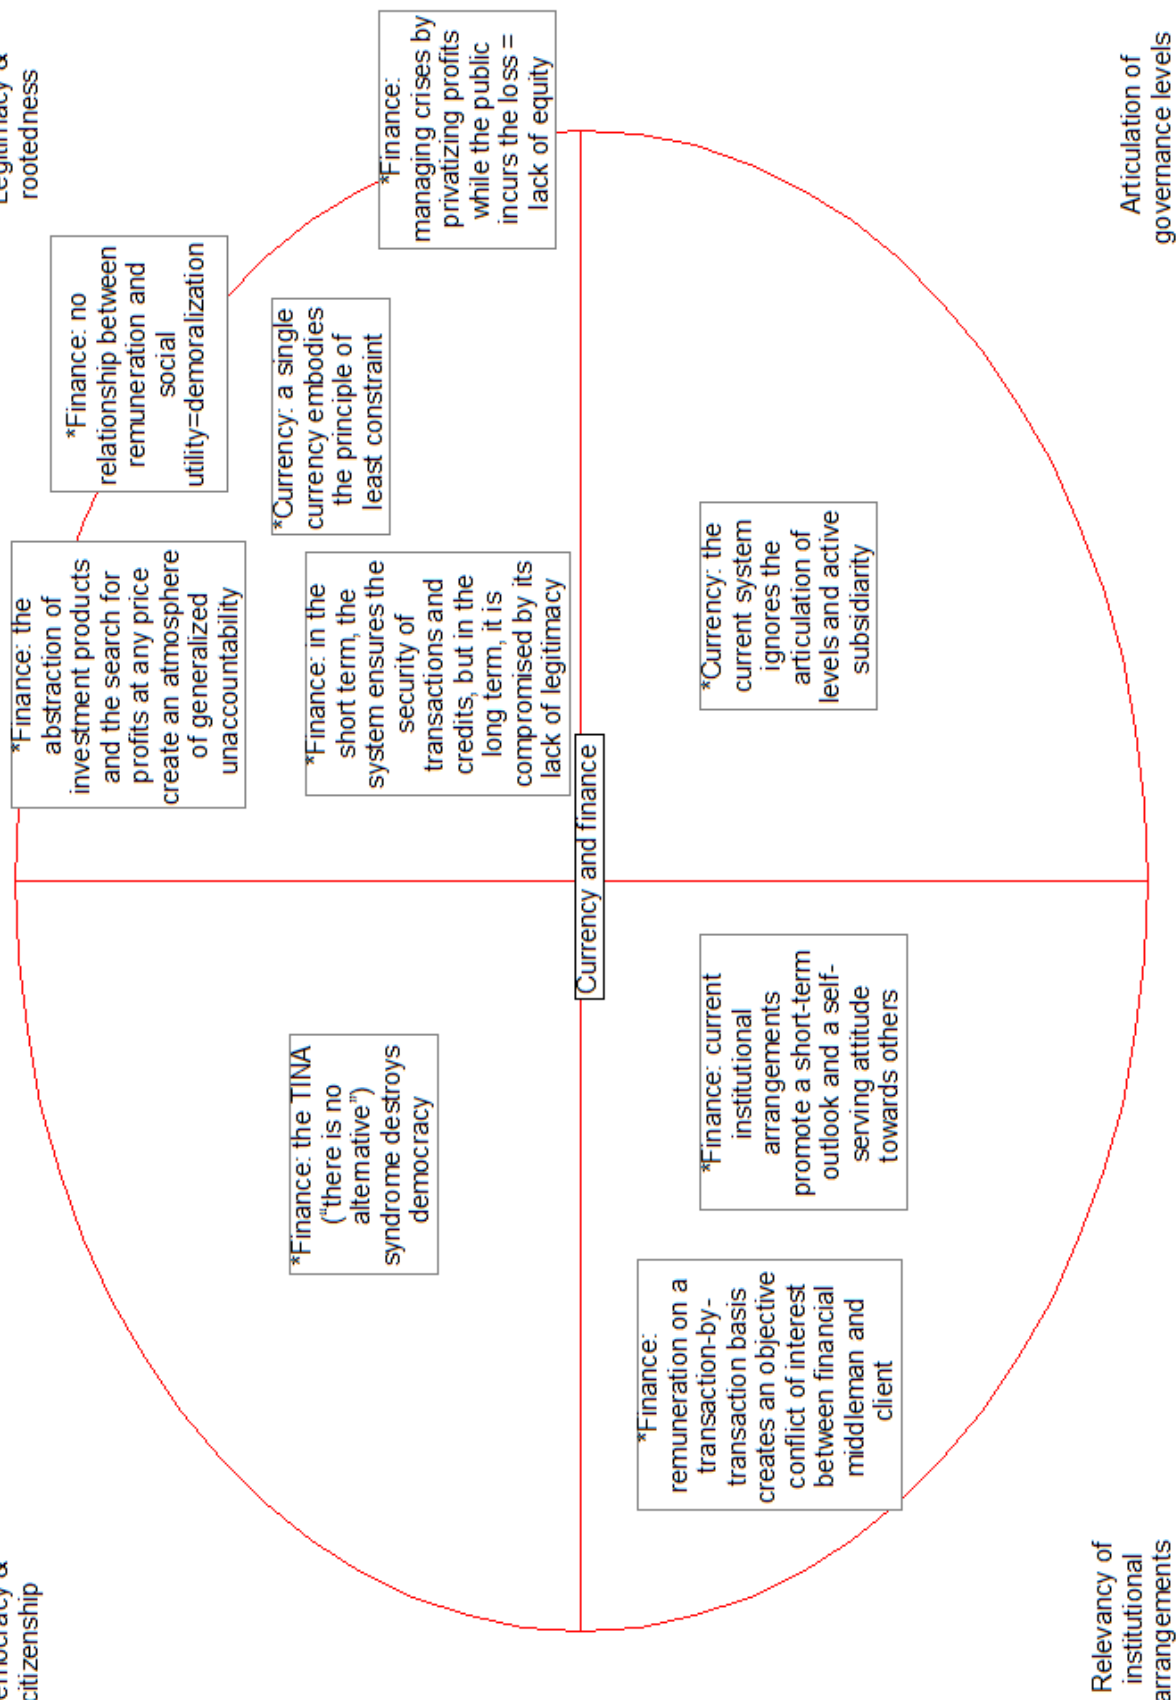 emocracy &
citizenship
Legitimacy &
rootedness
*Finance: the
abstraction of
investment products
and the search for
profits at any price
create an atmosphere
of generalized
unaccountability
*Finance: no
relationship between
remuneration and
social
utility=demoralization
*Finance: the TINA
("there is no
alternative")
syndrome destroys
democracy
*Currency: a single
currency embodies
the principle of
least constraint
*Finance: in the
short term, the
system ensures the
security of
transactions and
credits, but in the
long term, it is
compromised by its
lack of legitimacy
*Finance:
managing crises by
privatizing profits
while the public
incurs the loss =
lack of equity
Currency and finance
*Finance:
remuneration on a
transaction-by-
transaction basis
creates an objective
conflict of interest
between financial
middleman and
client
*Finance: current
institutional
arrangements
promote a short-term
outlook and a self-
serving attitude
towards others
*Currency: the
current system
ignores the
articulation of
levels and active
subsidiarity
Relevancy of
institutional
arrangements
Articulation of
governance levels